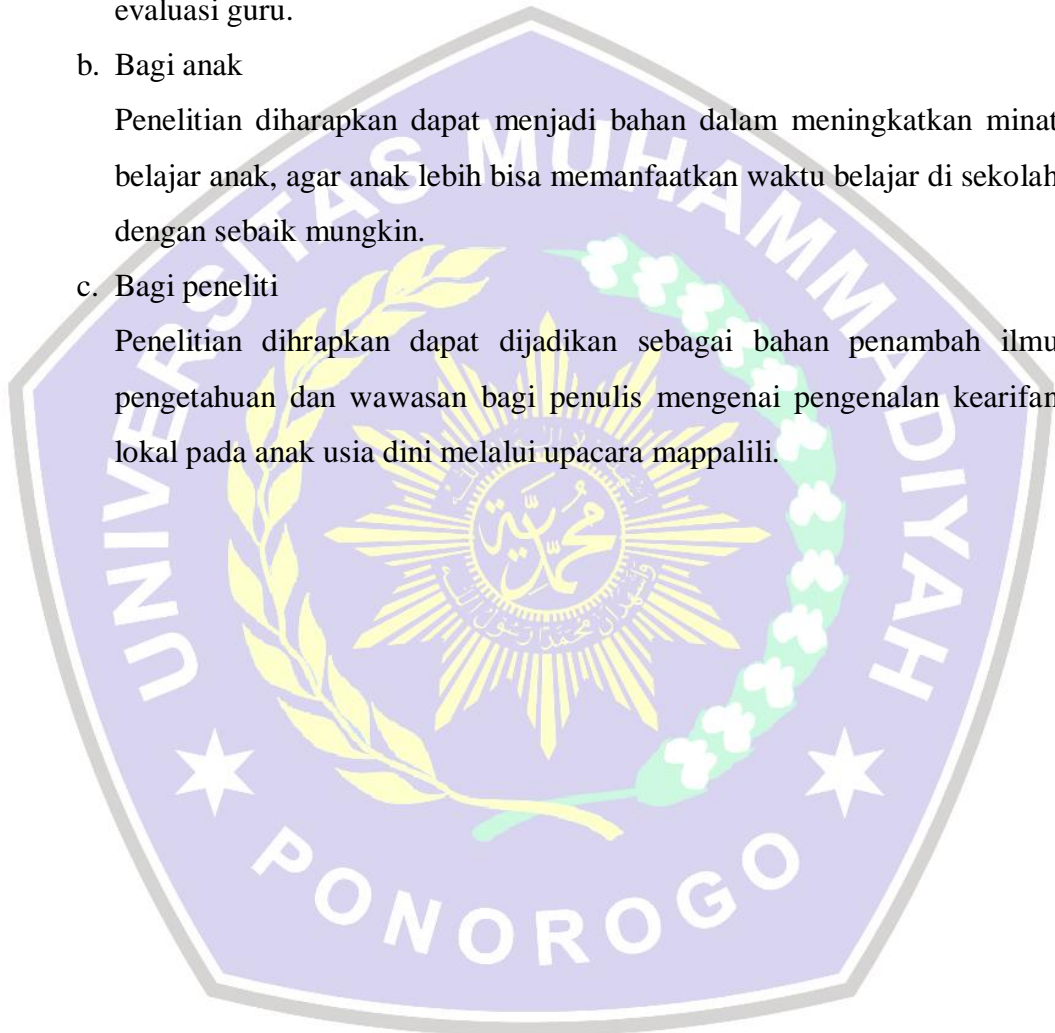 evaluasi guru.
b. Bagi anak
Penelitian diharapkan dapat menjadi bahan dalam meningkatkan minat
belajar anak, agar anak lebih bisa memanfaatkan waktu belajar di sekolah
dengan sebaik mungkin.
c. Bagi peneliti
Penelitian dihrapkan dapat dijadikan sebagai bahan penambah ilmu
pengetahuan dan wawasan bagi penulis mengenai pengenalan kearifan
lokal pada anak usia dini melalui upacara mappalili.
UNIVERSITAS MUHAMMADIYAH
محمدية
PONOROGO